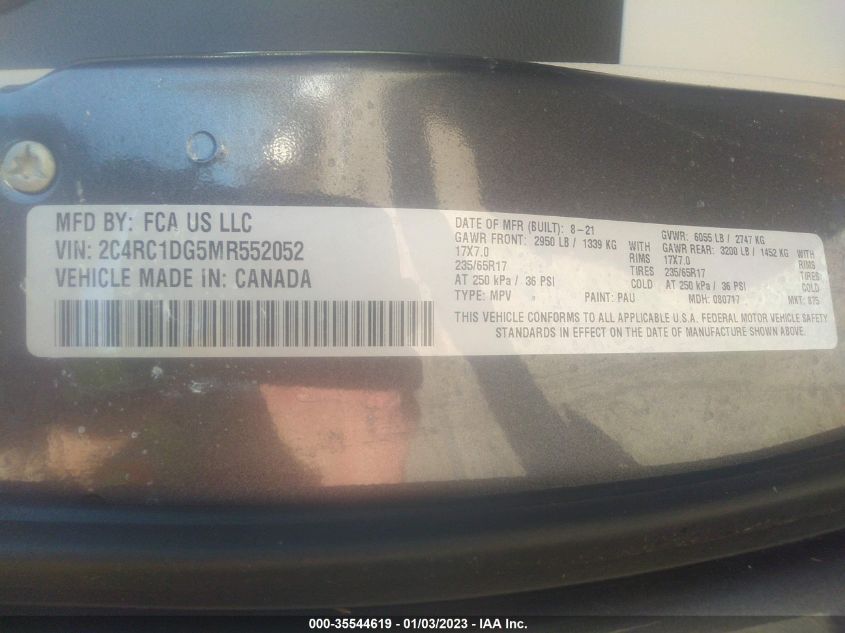 MFD BY: FCA US LLC
VIN: 2C4RC1DG5MR552052
VEHICLE MADE IN: CANADA
DATE OF MFR (BUILT): 8-21 GVWR: 6055 LB / 2747 KG
GAWR FRONT: 2950 LB / 1339 KG WITH GAWR REAR: 3200 LB / 1452 KG WITH
17X7.0 RIMS 17X7.0 RIMS
235/65R17 TIRES 235/65R17 TIRES
AT 250 kPa / 36 PSI COLD AT 250 kPa / 36 PSI COLD
TYPE: MPV PAINT: PAU MDH: 080717 MKT: 875
THIS VEHICLE CONFORMS TO ALL APPLICABLE U.S.A. FEDERAL MOTOR VEHICLE SAFETY
STANDARDS IN EFFECT ON THE DATE OF MANUFACTURE SHOWN ABOVE.
000-35544619 - 01/03/2023 - IAA Inc.